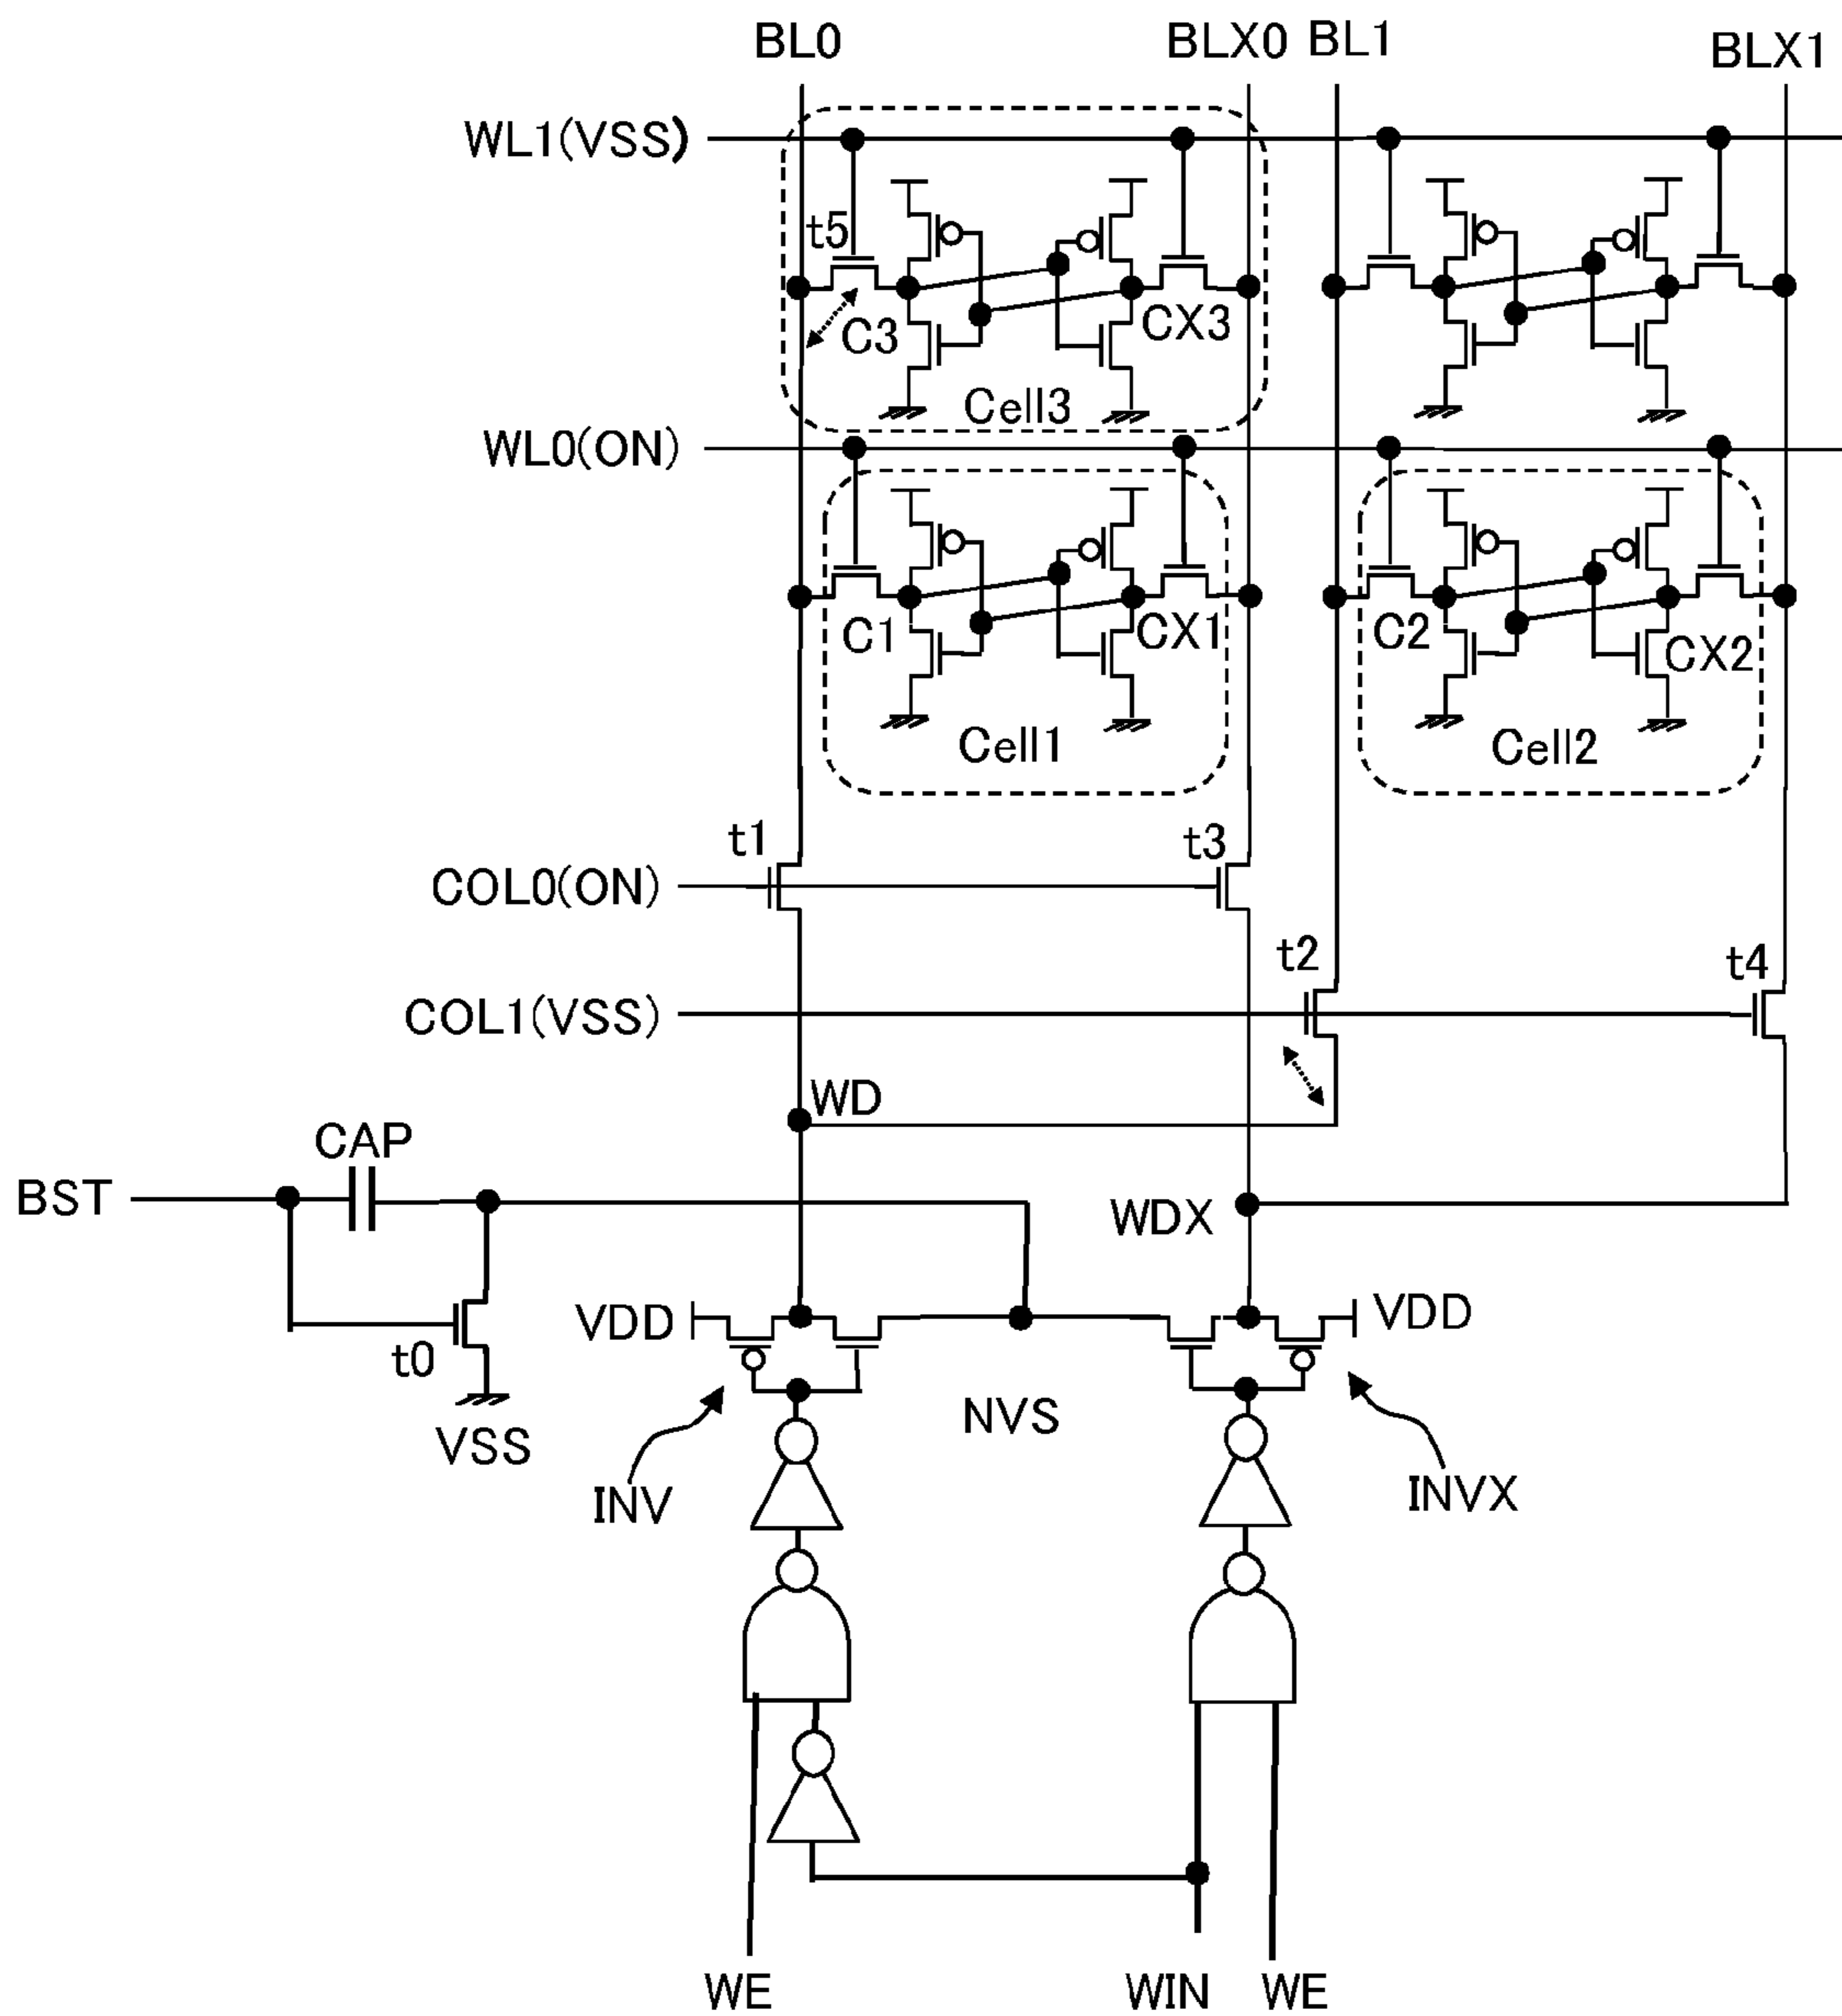 BL0
BLX0
BL1
BLX1
WL1(VSS)
t5
C3
CX3
Cell3
WL0(ON)
C1
CX1
C2
CX2
Cell1
Cell2
t1
t3
COL0(ON)
t2
t4
COL1(VSS)
WD
CAP
BST
WDX
VDD
VDD
t0
NVS
VSS
INV
INVX
WE
WIN
WE